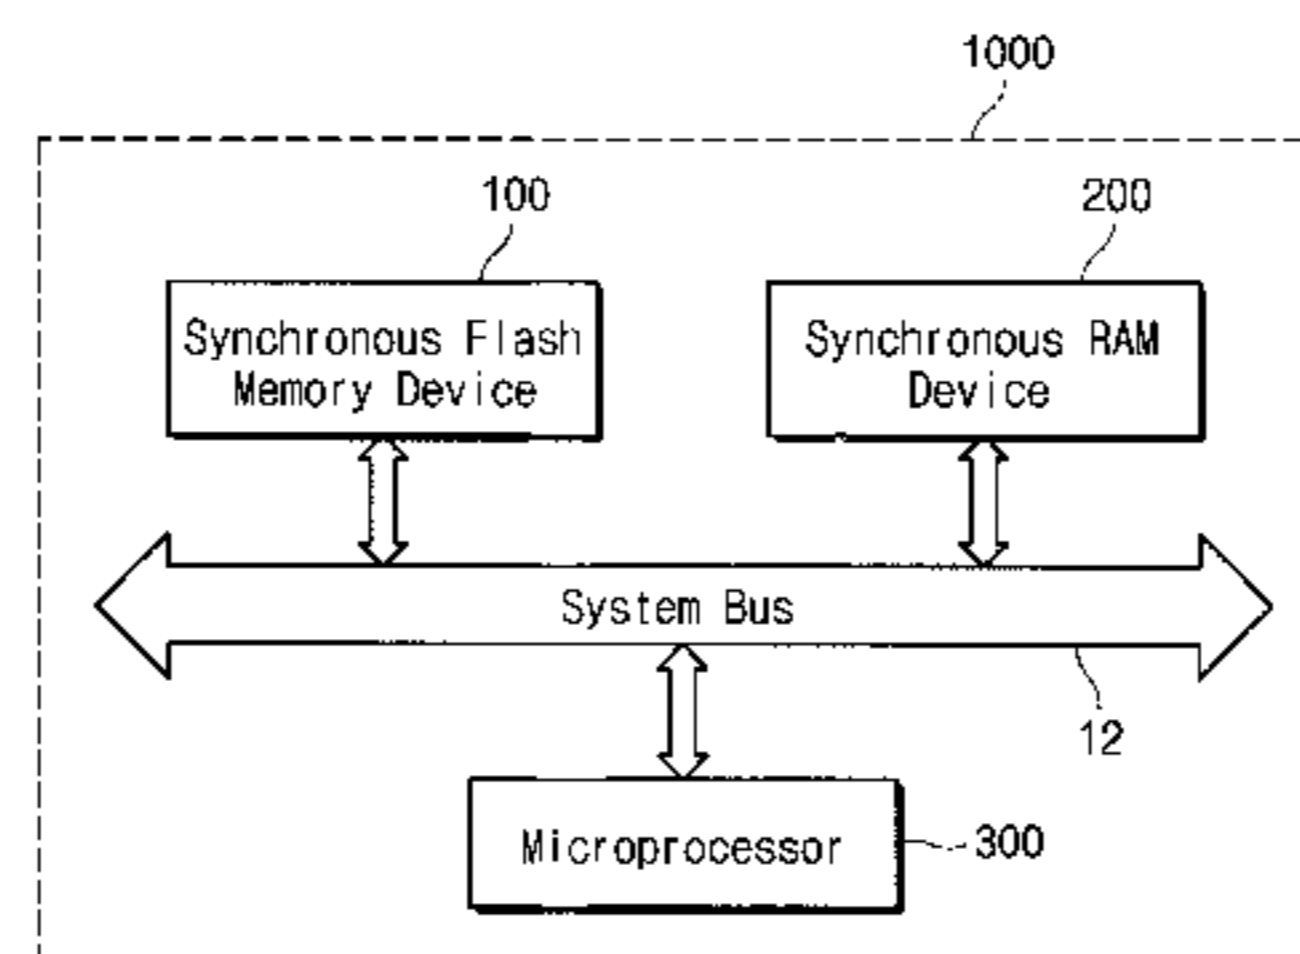 1000
100
200
Synchronous Flash
Memory Device
Synchronous RAM
Device
System Bus
12
Microprocessor
300